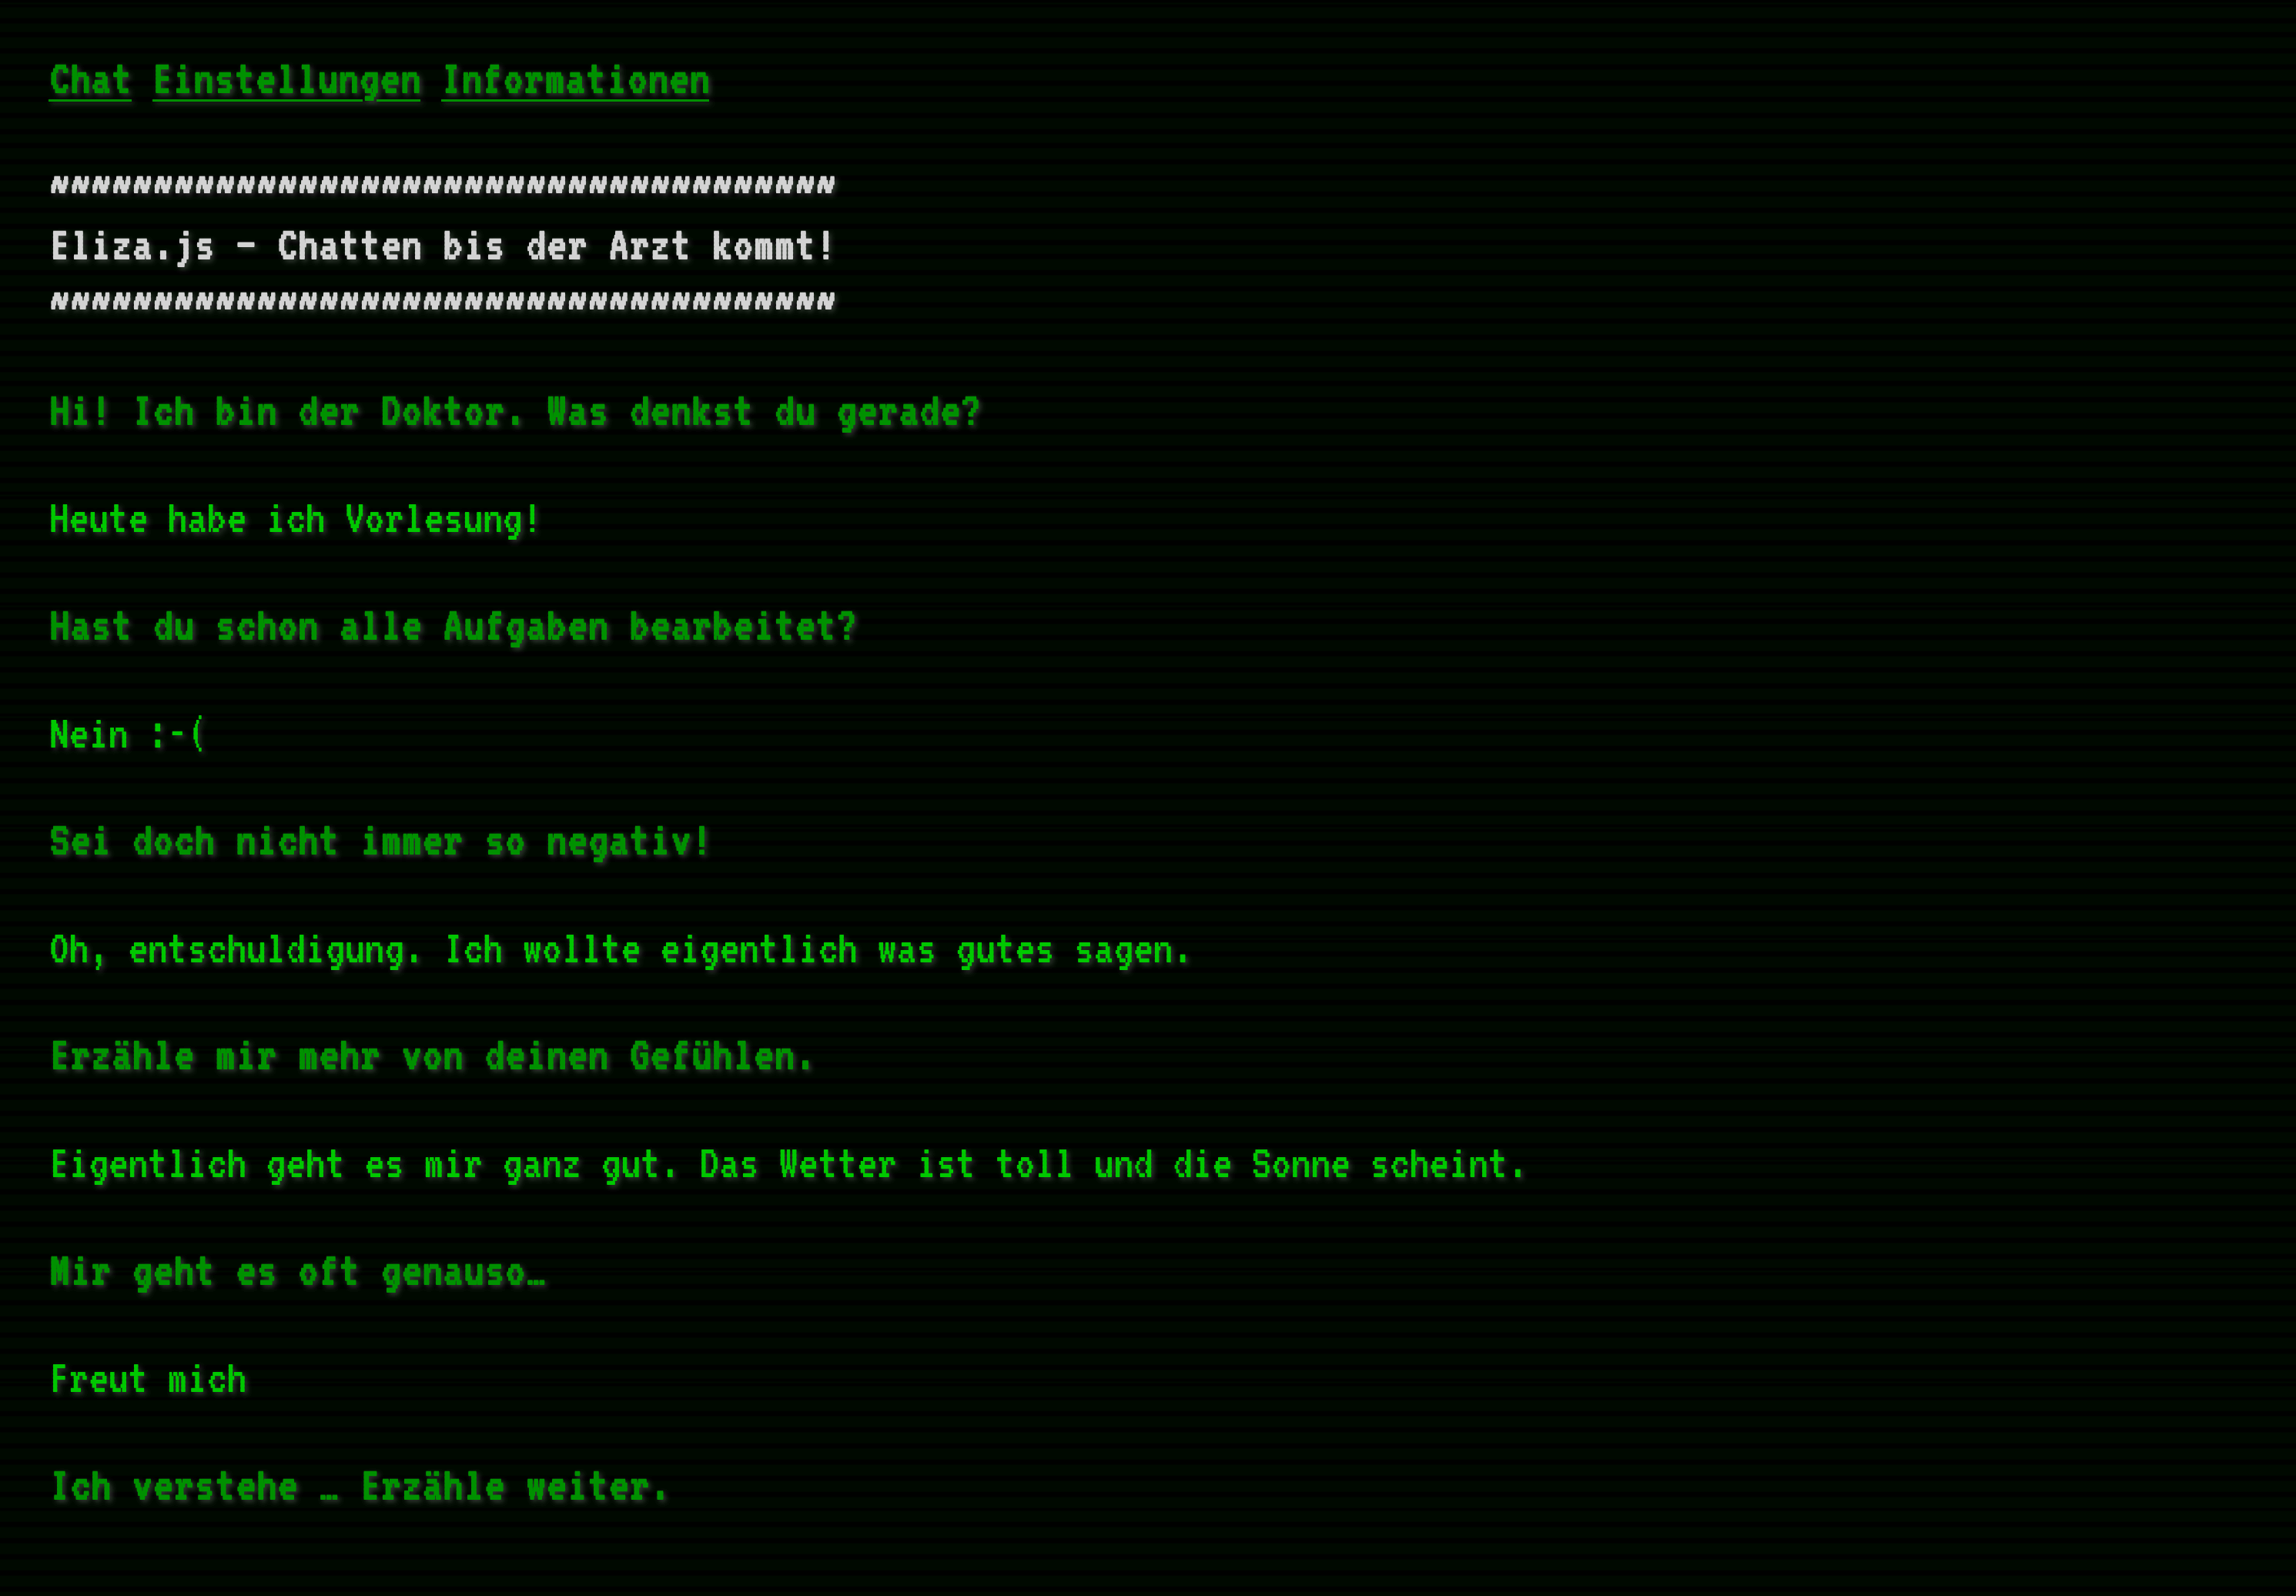 Chat Einstellungen Informationen
~~~~~~~~~~~~~~~~~~~~~~~~~~~~~~~~~~~~~~
Eliza.js – Chatten bis der Arzt kommt!
~~~~~~~~~~~~~~~~~~~~~~~~~~~~~~~~~~~~~~
Hi! Ich bin der Doktor. Was denkst du gerade?
Heute habe ich Vorlesung!
Hast du schon alle Aufgaben bearbeitet?
Nein :-(
Sei doch nicht immer so negativ!
Oh, entschuldigung. Ich wollte eigentlich was gutes sagen.
Erzähle mir mehr von deinen Gefühlen.
Eigentlich geht es mir ganz gut. Das Wetter ist toll und die Sonne scheint.
Mir geht es oft genauso…
Freut mich
Ich verstehe … Erzähle weiter.